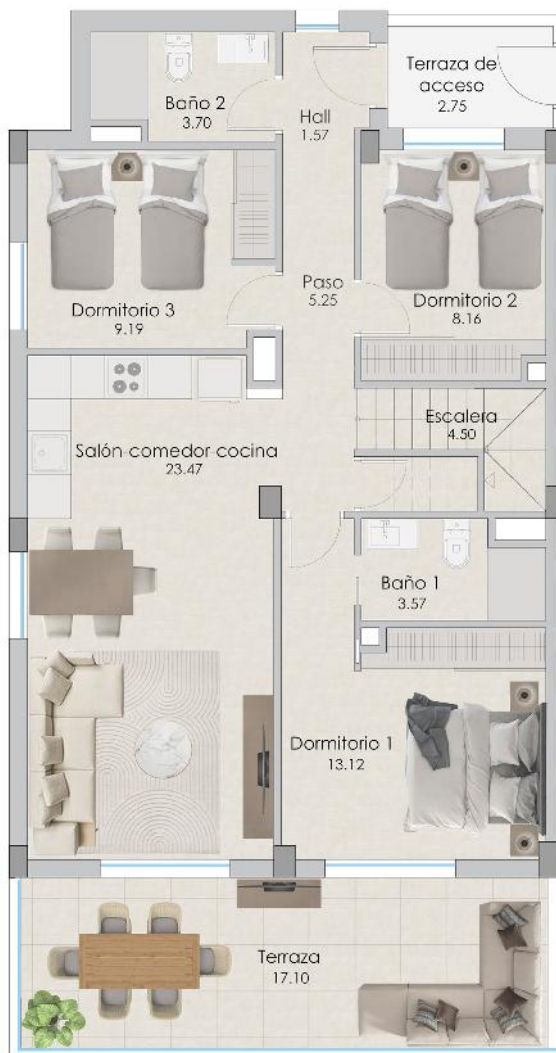 Terraza de
acceso
2.75
Baño 2
3.70
Hall
1.57
Dormitorio 3
9.19
Paso
5.25
Dormitorio 2
8.16
Escalera
4.50
Salón-comedor-cocina
23.47
Baño 1
3.57
Dormitorio 1
13.12
Terraza
17.10